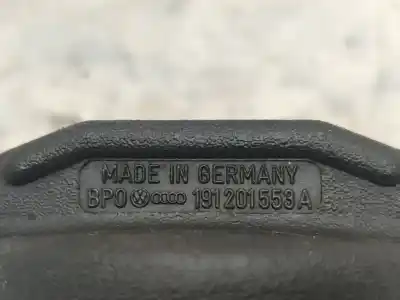 MADE IN GERMANY
BPO 191 201 553 A